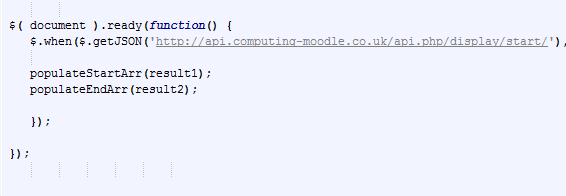 $( document ).ready(function() {
$.when($.getJSON('http://api.computing-moodle.co.uk/api.php/display/start/'),
populateStartArr(result1);
populateEndArr(result2);
});
});